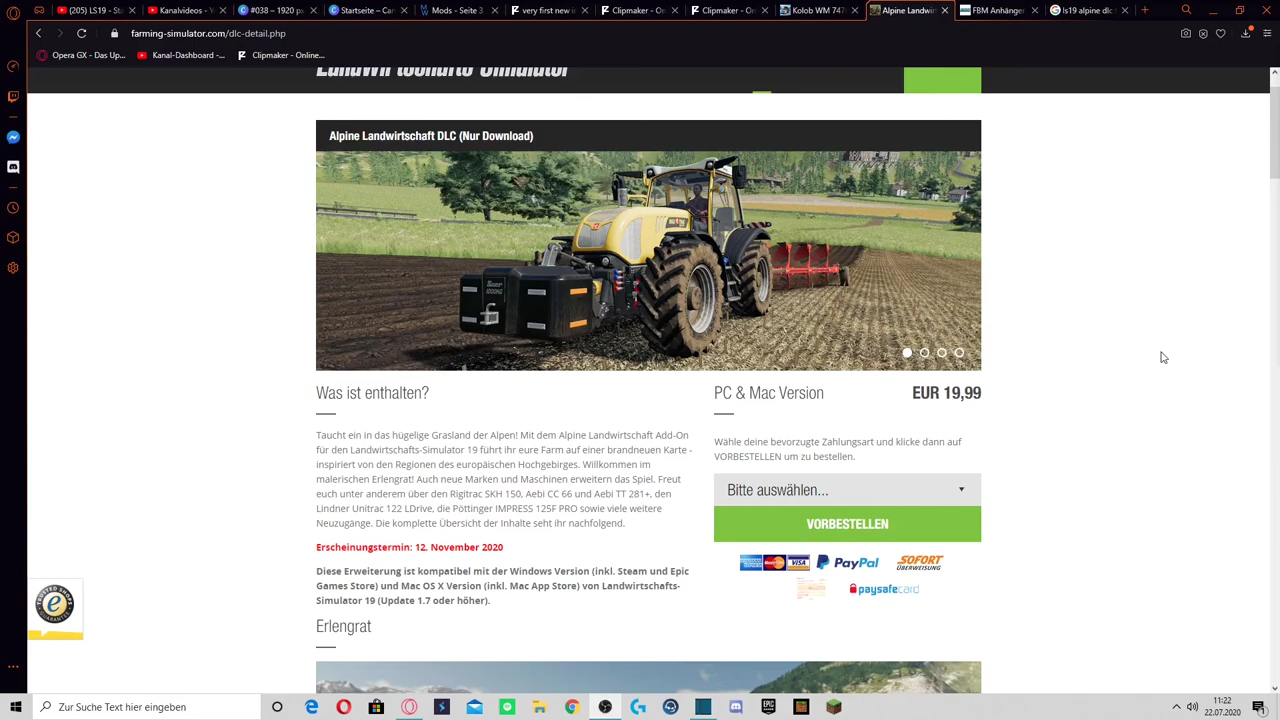 (205) LS19 - St
Kanalvideos - Y
#038 – 1920 p
Startseite - Car
Mods - Seite 3
very first new i
Clipmaker - On
Kolob WM 747
Alpine Landwi
FBM Anhänger
ls19 alpine dlc
farming-simulator.com/dlc-detail.php
Opera GX - Das Up...
Kanal-Dashboard -...
Clipmaker - Online...
Landwirtschafts Simulator
Alpine Landwirtschaft DLC (Nur Download)
Was ist enthalten?
Taucht ein in das hügelige Grasland der Alpen! Mit dem Alpine Landwirtschaft Add-On
für den Landwirtschafts-Simulator 19 führt ihr eure Farm auf einer brandneuen Karte -
inspiriert von den Regionen des europäischen Hochgebirges. Willkommen im
malerischen Erlengrat! Auch neue Marken und Maschinen erweitern das Spiel. Freut
euch unter anderem über den Rigitrac SKH 150, Aebi CC 66 und Aebi TT 281+, den
Lindner Unitrac 122 LDrive, die Pöttinger IMPRESS 125F PRO sowie viele weitere
Neuzugänge. Die komplette Übersicht der Inhalte seht ihr nachfolgend.
Erscheinungstermin: 12. November 2020
Diese Erweiterung ist kompatibel mit der Windows Version (inkl. Steam und Epic
Games Store) und Mac OS X Version (inkl. Mac App Store) von Landwirtschafts-
Simulator 19 (Update 1.7 oder höher).
Erlengrat
PC & Mac Version
EUR 19,99
Wähle deine bevorzugte Zahlungsart und klicke dann auf
VORBESTELLEN um zu bestellen.
Bitte auswählen...
VORBESTELLEN
MasterCard
VISA
PayPal
SOFORT
ÜBERWEISUNG
paysafecard
TRUSTED SHOPS
GUARANTEE
Zur Suche Text hier eingeben
11:22
22.07.2020